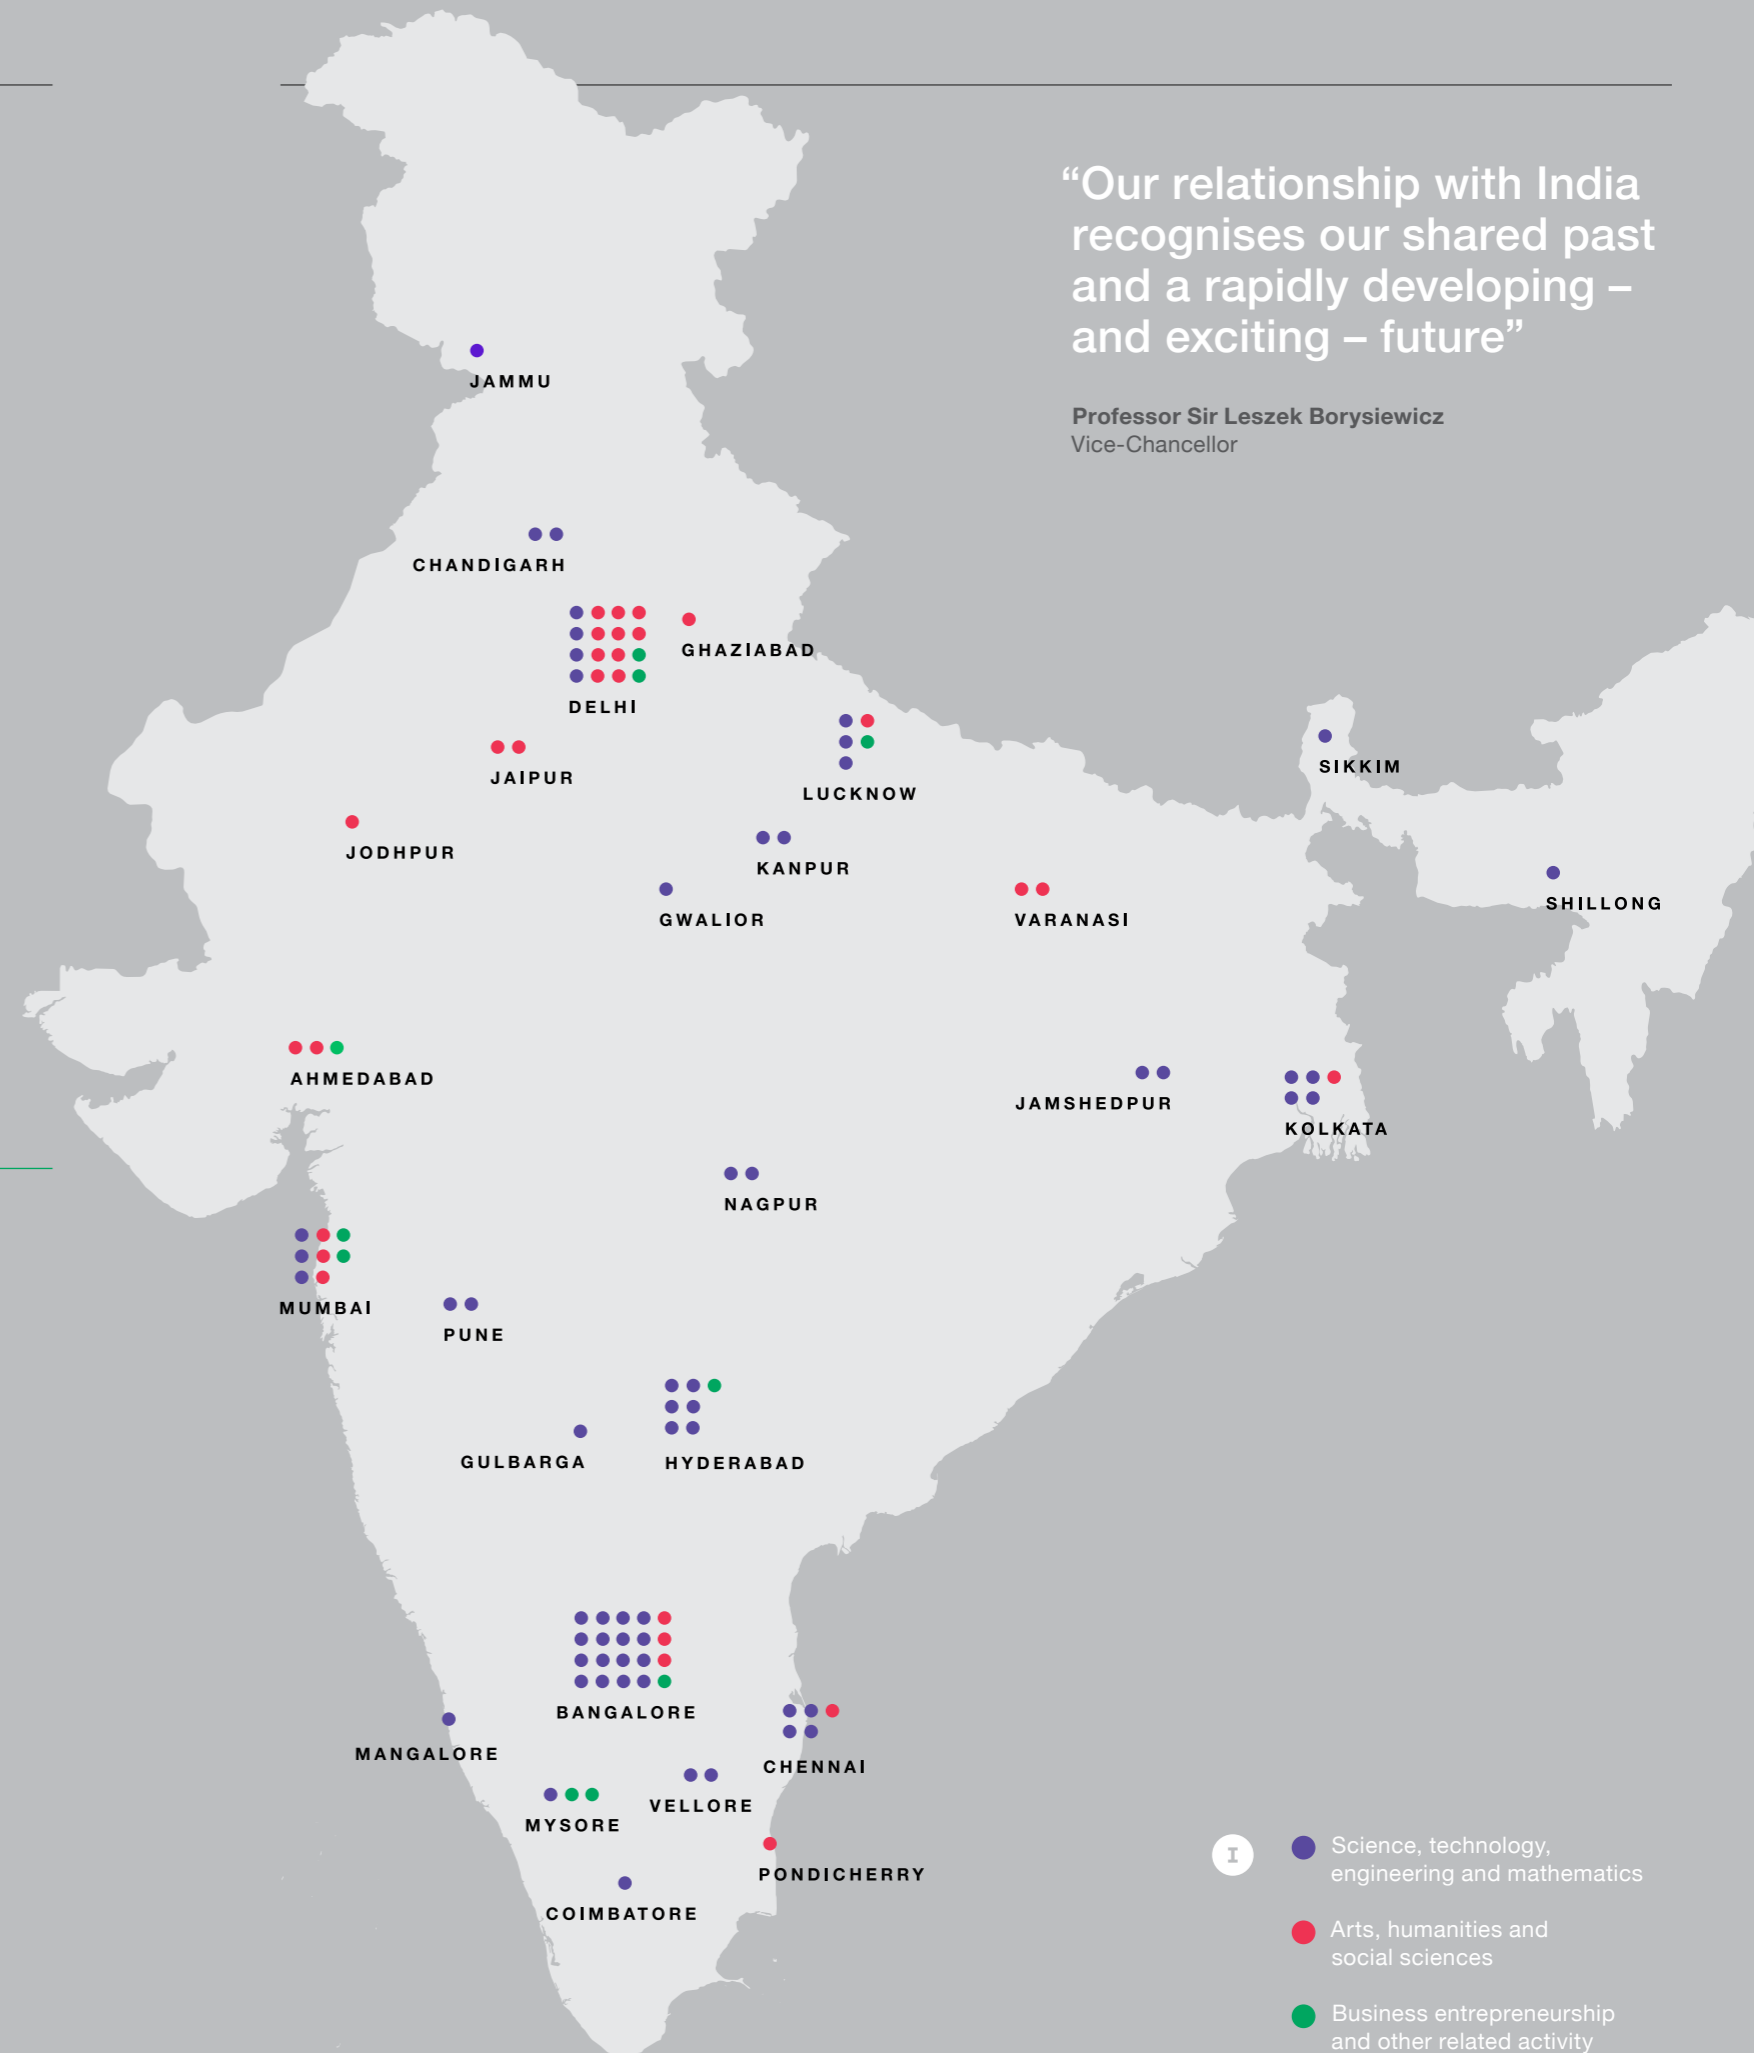 “Our relationship with India
recognises our shared past
and a rapidly developing –
and exciting – future”
Professor Sir Leszek Borysiewicz
Vice-Chancellor
JAMMU
CHANDIGARH
GHAZIABAD
DELHI
SIKKIM
JAIPUR
LUCKNOW
JODHPUR
KANPUR
SHILLONG
GWALIOR
VARANASI
AHMEDABAD
JAMSHEDPUR
KOLKATA
NAGPUR
MUMBAI
PUNE
GULBARGA
HYDERABAD
BANGALORE
MANGALORE
CHENNAI
VELLORE
MYSORE
PONDICHERRY
COIMBATORE
I
Science, technology,
engineering and mathematics
Arts, humanities and
social sciences
Business entrepreneurship
and other related activity